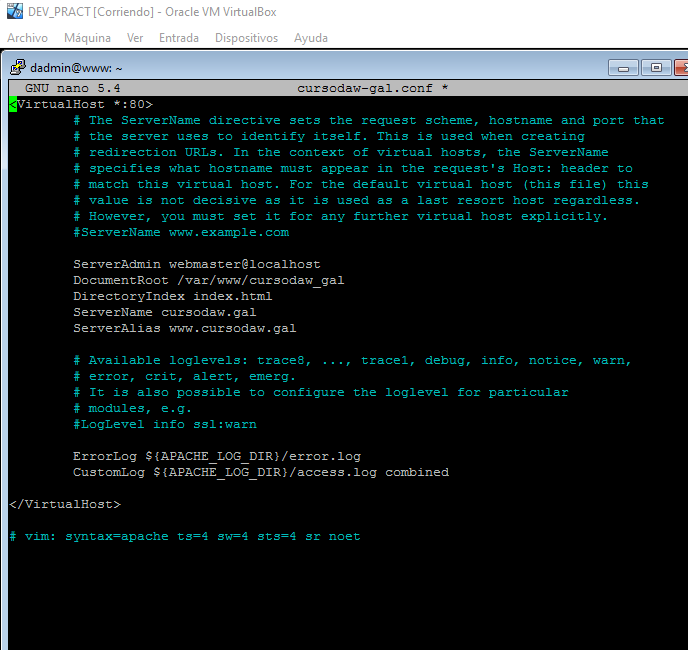 DEV_PRACT [Corriendo] - Oracle VM VirtualBox
Archivo Máquina Ver Entrada Dispositivos Ayuda
dadmin@www: ~
GNU nano 5.4 cursodaw-gal.conf *
<VirtualHost *:80>
# The ServerName directive sets the request scheme, hostname and port that
# the server uses to identify itself. This is used when creating
# redirection URLs. In the context of virtual hosts, the ServerName
# specifies what hostname must appear in the request's Host: header to
# match this virtual host. For the default virtual host (this file) this
# value is not decisive as it is used as a last resort host regardless.
# However, you must set it for any further virtual host explicitly.
#ServerName www.example.com
ServerAdmin webmaster@localhost
DocumentRoot /var/www/cursodaw_gal
DirectoryIndex index.html
ServerName cursodaw.gal
ServerAlias www.cursodaw.gal
# Available loglevels: trace8, ..., trace1, debug, info, notice, warn,
# error, crit, alert, emerg.
# It is also possible to configure the loglevel for particular
# modules, e.g.
#LogLevel info ssl:warn
ErrorLog ${APACHE_LOG_DIR}/error.log
CustomLog ${APACHE_LOG_DIR}/access.log combined
</VirtualHost>
# vim: syntax=apache ts=4 sw=4 sts=4 sr noet